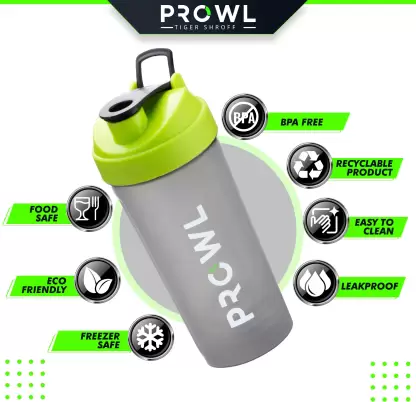 PROWL
TIGER SHROFF
BPA
BPA FREE
RECYCLABLE
PRODUCT
FOOD
SAFE
EASY TO
CLEAN
PROWL
ECO
FRIENDLY
LEAKPROOF
FREEZER
SAFE